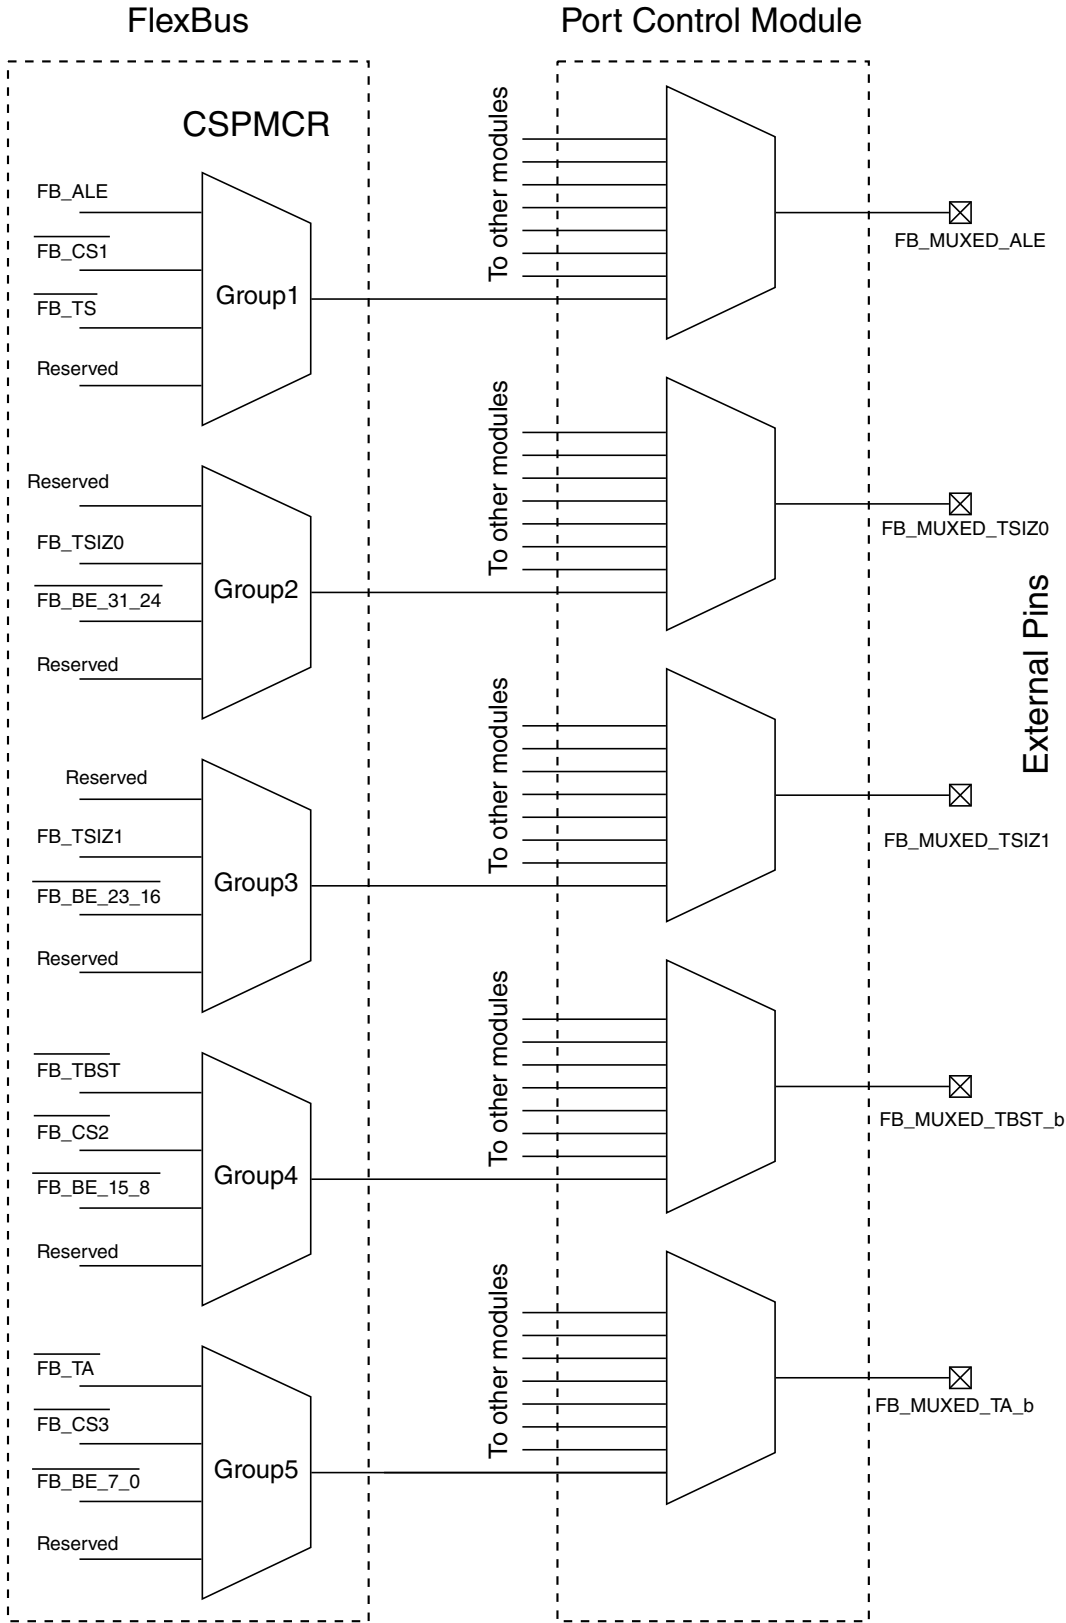 FlexBus
Port Control Module
CSPMCR
FB_ALE
FB_CS1
FB_TS
Reserved
Group1
To other modules
FB_MUXED_ALE
Reserved
FB_TSIZ0
FB_BE_31_24
Reserved
Group2
To other modules
FB_MUXED_TSIZ0
External Pins
Reserved
FB_TSIZ1
FB_BE_23_16
Reserved
Group3
To other modules
FB_MUXED_TSIZ1
FB_TBST
FB_CS2
FB_BE_15_8
Reserved
Group4
To other modules
FB_MUXED_TBST_b
FB_TA
FB_CS3
FB_BE_7_0
Reserved
Group5
To other modules
FB_MUXED_TA_b